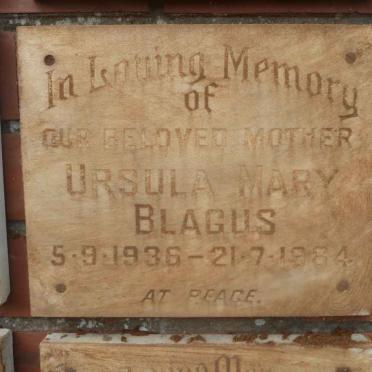 In Loving Memory
of
OUR BELOVED MOTHER
URSULA MARY
BLAGUS
5·9·1936 – 21·7·1984
AT PEACE.